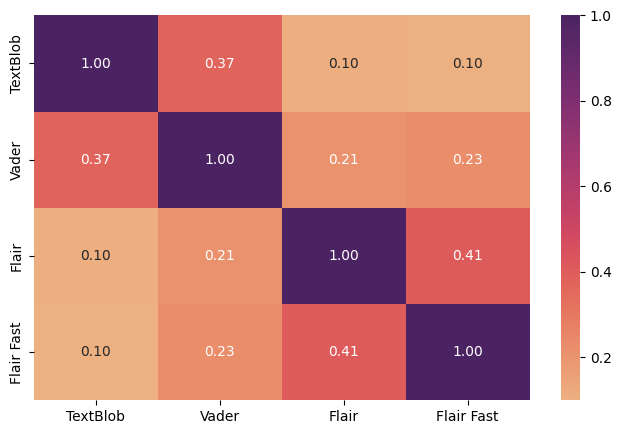 TextBlob 1.00 0.37 0.10 0.10
Vader 0.37 1.00 0.21 0.23
Flair 0.10 0.21 1.00 0.41
Flair Fast 0.10 0.23 0.41 1.00
TextBlob Vader Flair Flair Fast
1.0
0.8
0.6
0.4
0.2